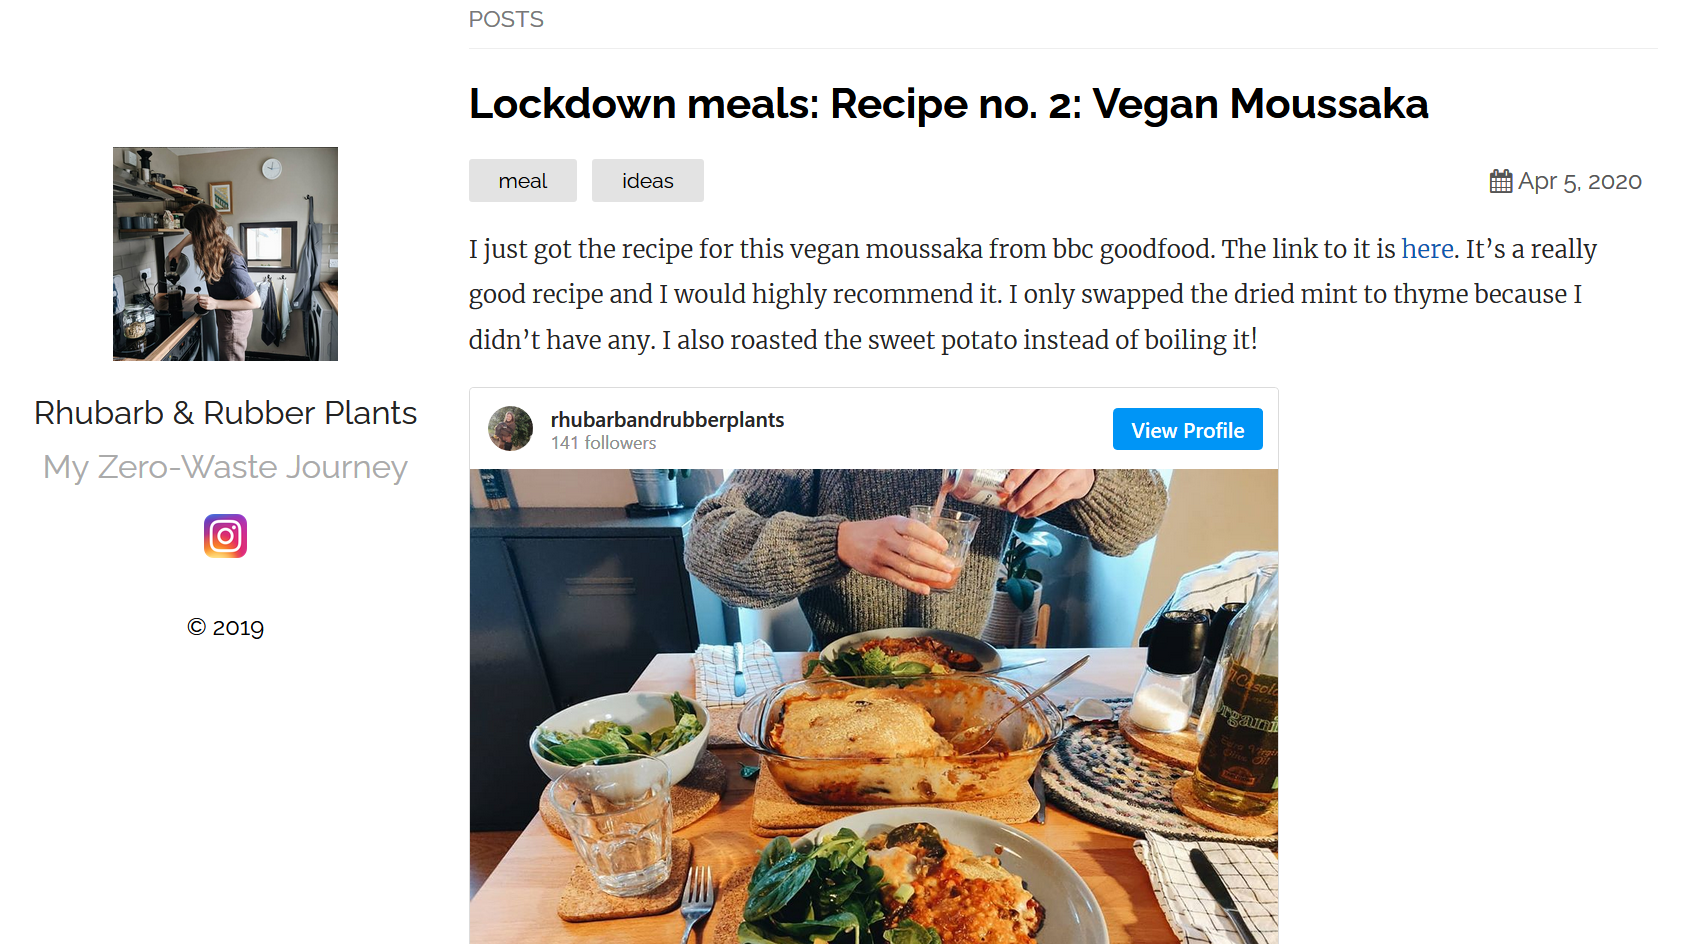 POSTS
Lockdown meals: Recipe no. 2: Vegan Moussaka
meal
ideas
Apr 5, 2020
I just got the recipe for this vegan moussaka from bbc goodfood. The link to it is here. It’s a really
good recipe and I would highly recommend it. I only swapped the dried mint to thyme because I
didn’t have any. I also roasted the sweet potato instead of boiling it!
Rhubarb & Rubber Plants
My Zero-Waste Journey
© 2019
rhubarbandrubberplants
141 followers
View Profile